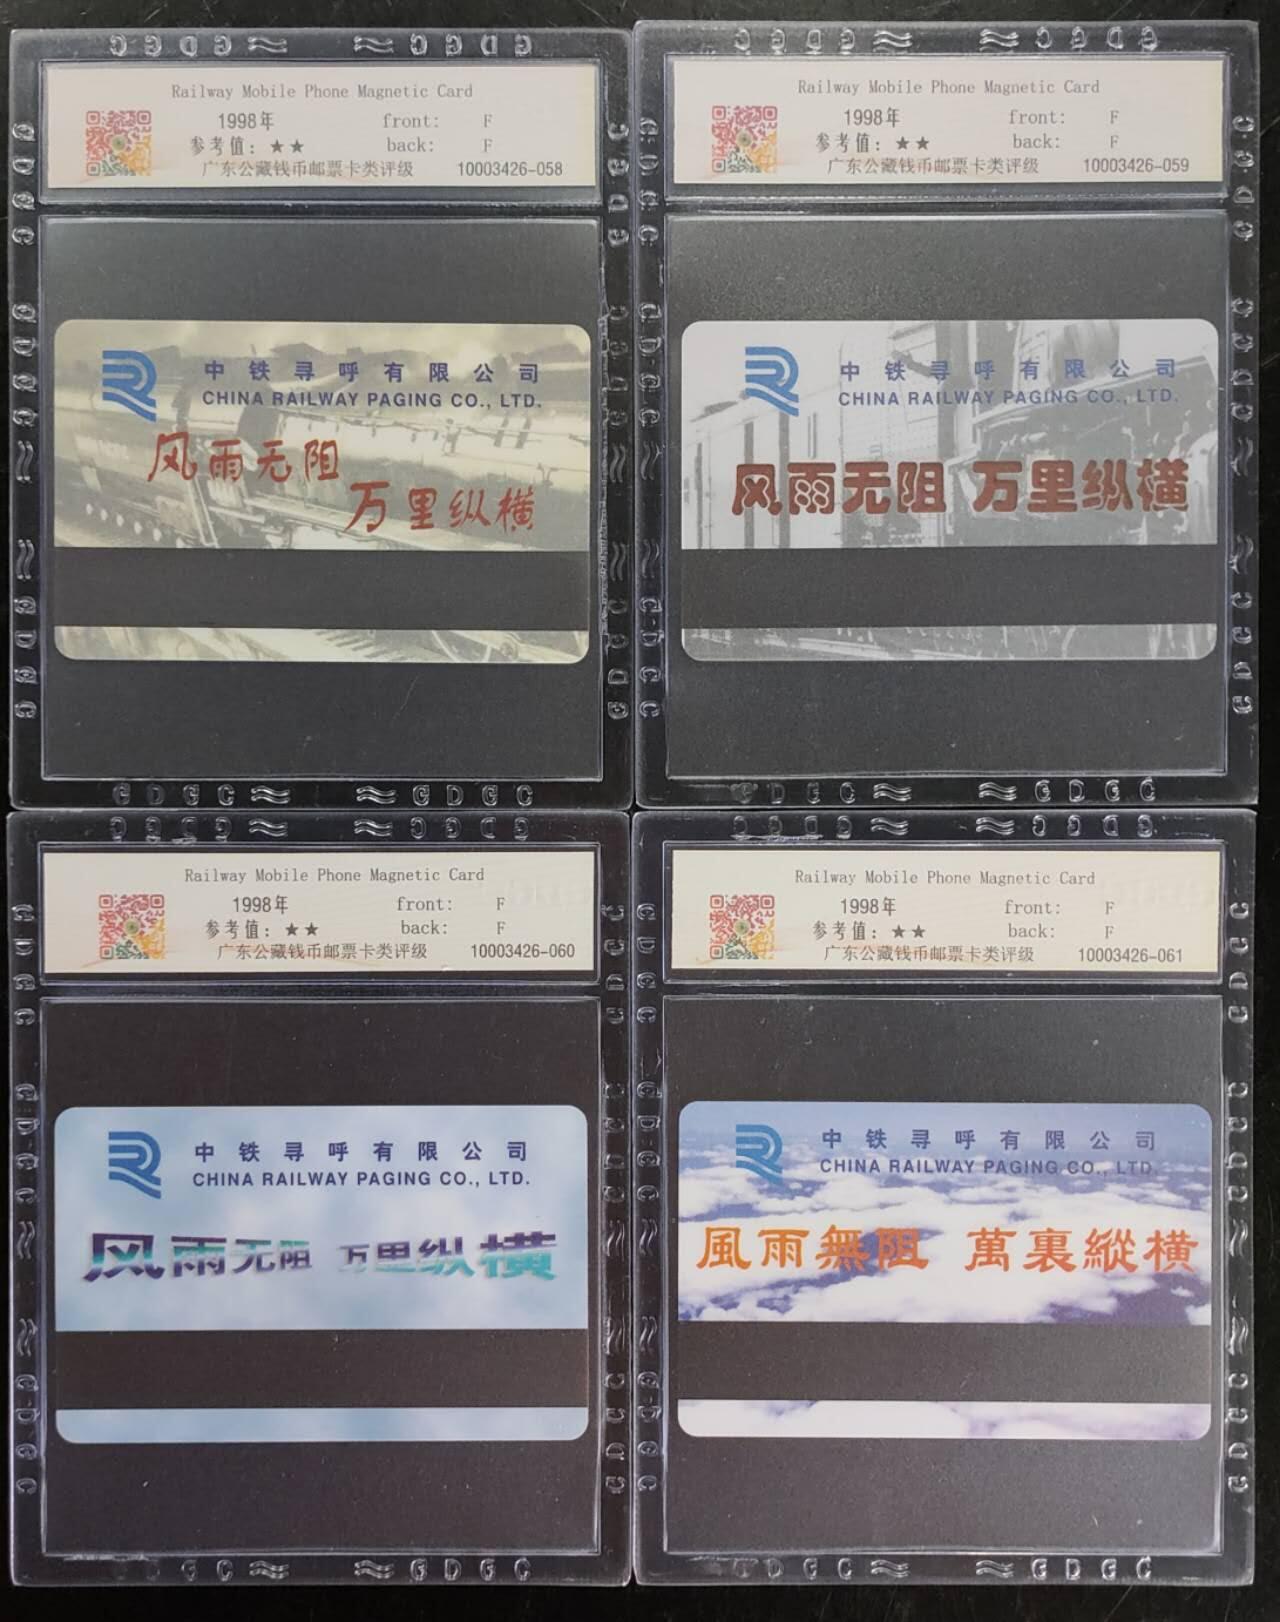 Railway Mobile Phone Magnetic Card
1998年 front: F
参考值：★★ back: F
广东公藏钱币邮票卡类评级 10003426-058
中铁寻呼有限公司
CHINA RAILWAY PAGING CO., LTD.
风雨无阻
万里纵横
GDGC GDGC
Railway Mobile Phone Magnetic Card
1998年 front: F
参考值：★★ back: F
广东公藏钱币邮票卡类评级 10003426-059
中铁寻呼有限公司
CHINA RAILWAY PAGING CO., LTD.
风雨无阻 万里纵横
GDGC GDGC
Railway Mobile Phone Magnetic Card
1998年 front: F
参考值：★★ back: F
广东公藏钱币邮票卡类评级 10003426-060
中铁寻呼有限公司
CHINA RAILWAY PAGING CO., LTD.
风雨无阻 万里纵横
GC GDGC
Railway Mobile Phone Magnetic Card
1998年 front: F
参考值：★★ back: F
广东公藏钱币邮票卡类评级 10003426-061
中铁寻呼有限公司
CHINA RAILWAY PAGING CO., LTD.
風雨無阻 萬裏縱橫
DGC GDGC